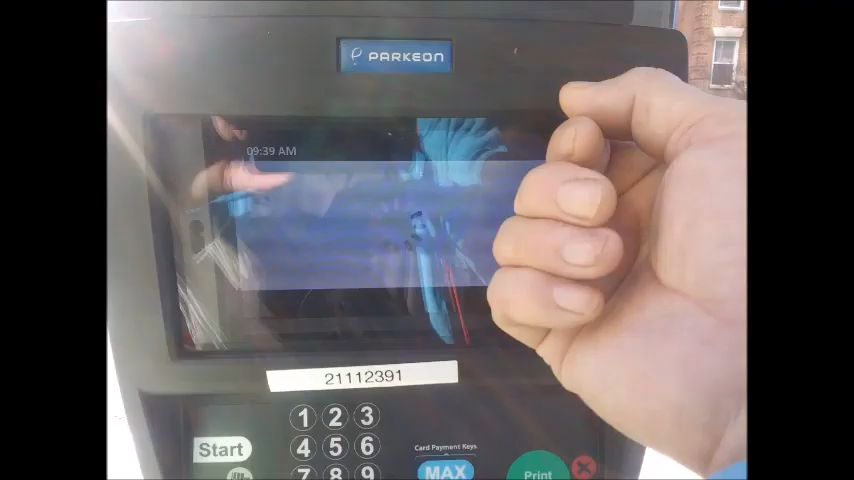 PARKEON
09:39 AM
21112391
1 2 3
Start
4 5 6
Card Payment Keys
7 8 9
MAX
Print